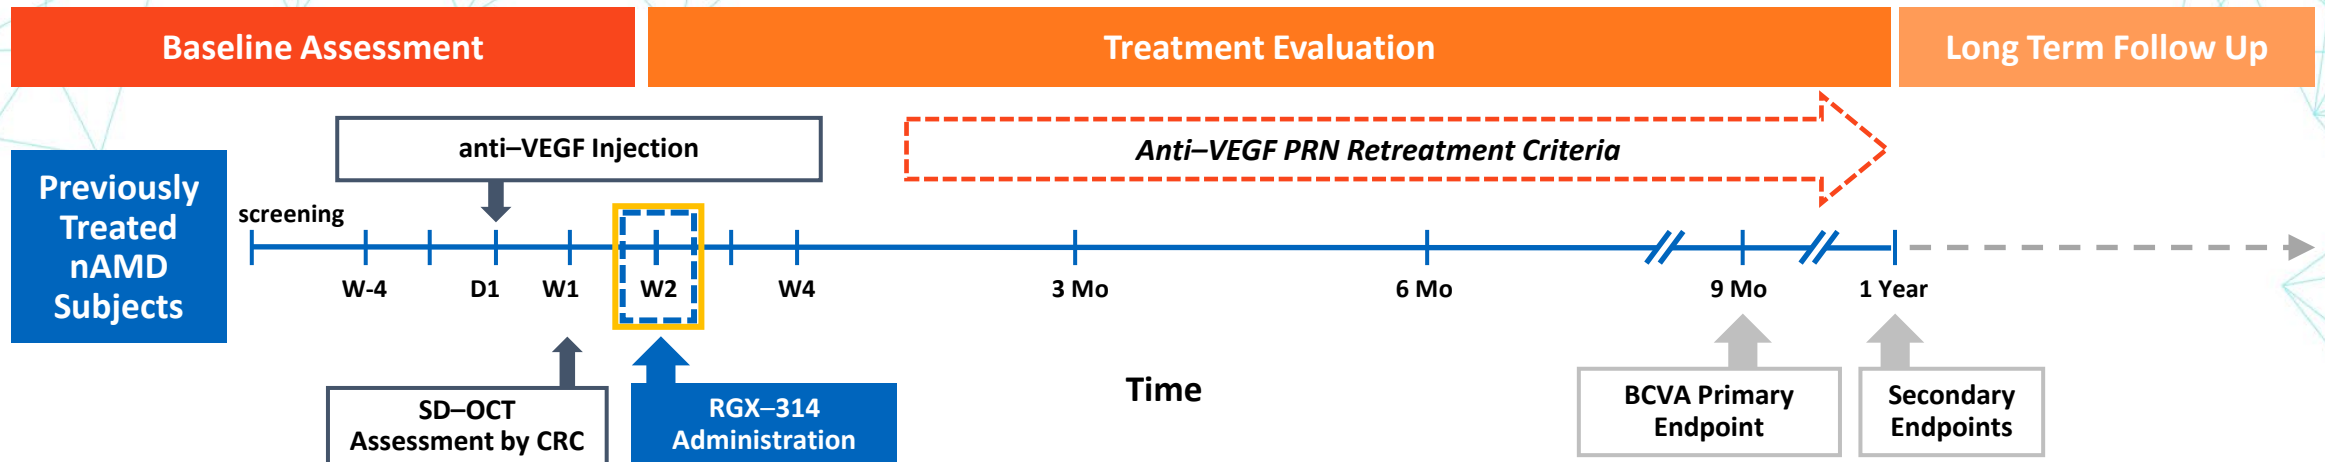 Baseline Assessment
Treatment Evaluation
Long Term Follow Up
anti–VEGF Injection
Anti–VEGF PRN Retreatment Criteria
Previously
Treated
nAMD
Subjects
screening
W-4
D1
W1
W2
W4
3 Mo
6 Mo
9 Mo
1 Year
SD–OCT
Assessment by CRC
RGX–314
Administration
Time
BCVA Primary
Endpoint
Secondary
Endpoints